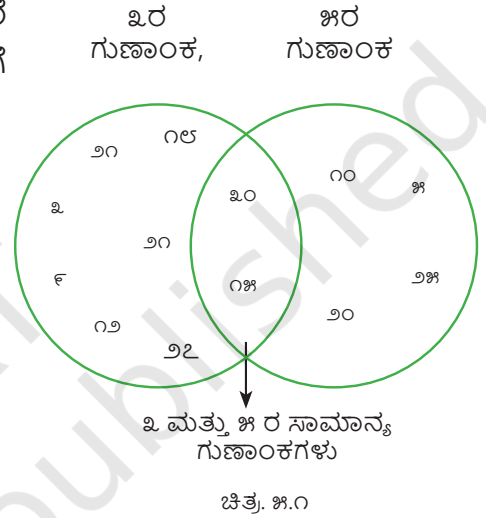 ೩ರ
ಗುಣಾಂಕ,
೫ರ
ಗುಣಾಂಕ
೧೮
೨೧
೩
೨೧
೯
೧೨
೨೭
೩೦
೧೫
೧೦
೫
೨೫
೨೦
೩ ಮತ್ತು ೫ ರ ಸಾಮಾನ್ಯ
ಗುಣಾಂಕಗಳು
ಚಿತ್ರ. ೫.೧